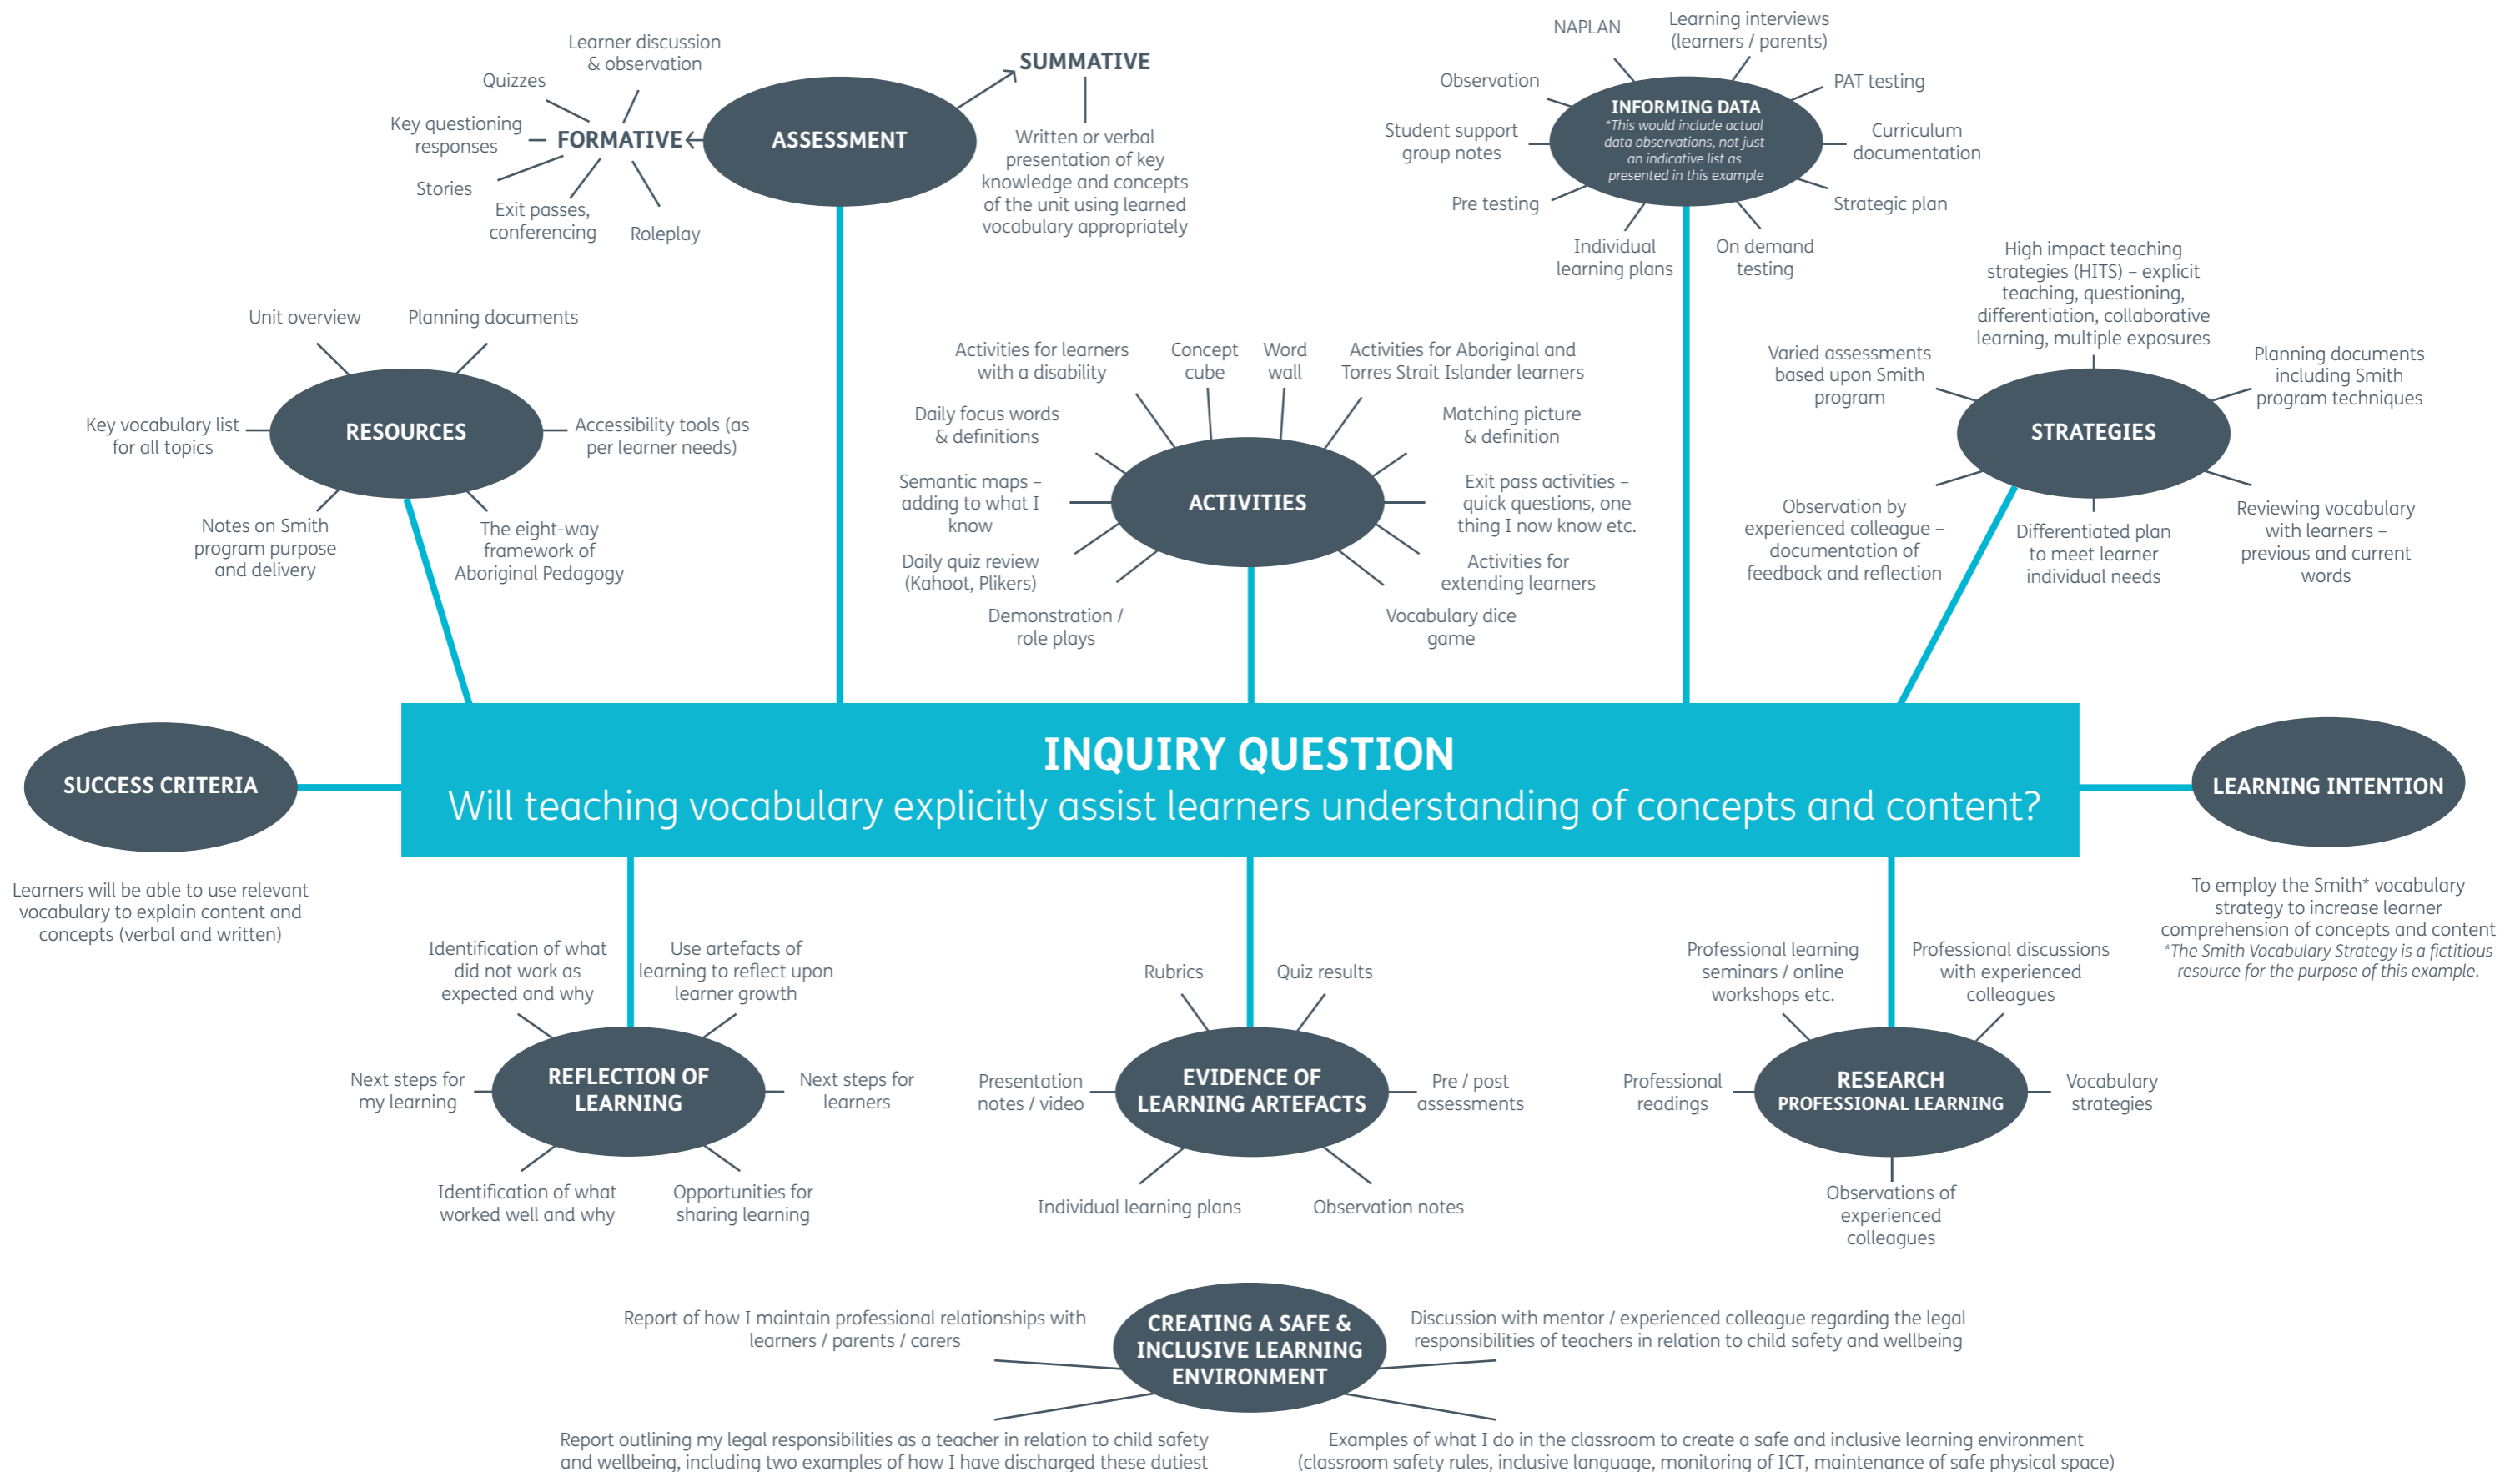 Learner discussion
& observation
Quizzes
Key questioning
responses
FORMATIVE
Stories
Exit passes,
conferencing
Roleplay
ASSESSMENT
SUMMATIVE
Written or verbal
presentation of key
knowledge and concepts
of the unit using learned
vocabulary appropriately
NAPLAN
Learning interviews
(learners / parents)
Observation
PAT testing
Student support
group notes
INFORMING DATA
*This would include actual
data observations, not just
an indicative list as
presented in this example
Curriculum
documentation
Pre testing
Strategic plan
Individual
learning plans
On demand
testing
Unit overview
Planning documents
Key vocabulary list
for all topics
RESOURCES
Accessibility tools (as
per learner needs)
Notes on Smith
program purpose
and delivery
The eight-way
framework of
Aboriginal Pedagogy
Activities for learners
with a disability
Concept
cube
Word
wall
Activities for Aboriginal and
Torres Strait Islander learners
Daily focus words
& definitions
Matching picture
& definition
Semantic maps –
adding to what I
know
ACTIVITIES
Exit pass activities –
quick questions, one
thing I now know etc.
Daily quiz review
(Kahoot, Plikers)
Activities for
extending learners
Demonstration /
role plays
Vocabulary dice
game
High impact teaching
strategies (HITS) – explicit
teaching, questioning,
differentiation, collaborative
learning, multiple exposures
Varied assessments
based upon Smith
program
Planning documents
including Smith
program techniques
STRATEGIES
Observation by
experienced colleague –
documentation of
feedback and reflection
Differentiated plan
to meet learner
individual needs
Reviewing vocabulary
with learners –
previous and current
words
INQUIRY QUESTION
Will teaching vocabulary explicitly assist learners understanding of concepts and content?
SUCCESS CRITERIA
Learners will be able to use relevant
vocabulary to explain content and
concepts (verbal and written)
LEARNING INTENTION
To employ the Smith* vocabulary
strategy to increase learner
comprehension of concepts and content
*The Smith Vocabulary Strategy is a fictitious
resource for the purpose of this example.
Identification of what
did not work as
expected and why
Use artefacts of
learning to reflect upon
learner growth
Next steps for
my learning
REFLECTION OF
LEARNING
Next steps for
learners
Identification of what
worked well and why
Opportunities for
sharing learning
Rubrics
Quiz results
Presentation
notes / video
EVIDENCE OF
LEARNING ARTEFACTS
Pre / post
assessments
Individual learning plans
Observation notes
Professional learning
seminars / online
workshops etc.
Professional discussions
with experienced
colleagues
Professional
readings
RESEARCH
PROFESSIONAL LEARNING
Vocabulary
strategies
Observations of
experienced
colleagues
Report of how I maintain professional relationships with
learners / parents / carers
CREATING A SAFE &
INCLUSIVE LEARNING
ENVIRONMENT
Discussion with mentor / experienced colleague regarding the legal
responsibilities of teachers in relation to child safety and wellbeing
Report outlining my legal responsibilities as a teacher in relation to child safety
and wellbeing, including two examples of how I have discharged these dutiest
Examples of what I do in the classroom to create a safe and inclusive learning environment
(classroom safety rules, inclusive language, monitoring of ICT, maintenance of safe physical space)